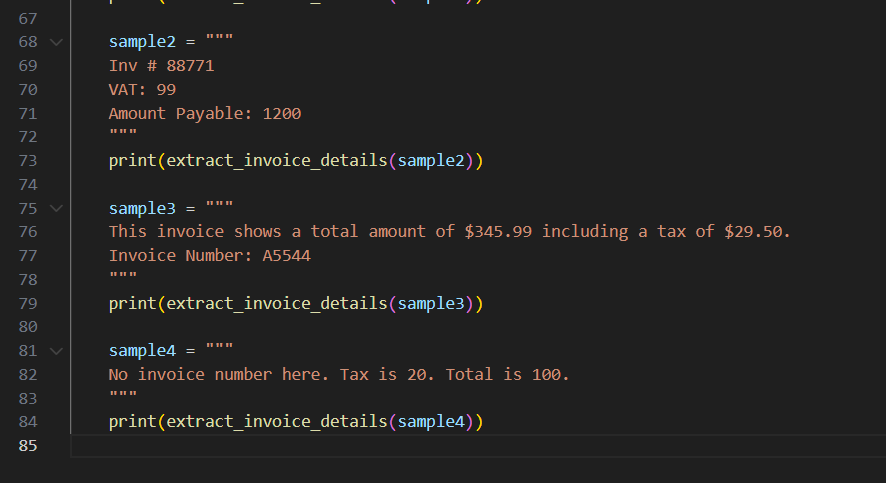 67
68 sample2 = """
69 Inv # 88771
70 VAT: 99
71 Amount Payable: 1200
72 """
73 print(extract_invoice_details(sample2))
74
75 sample3 = """
76 This invoice shows a total amount of $345.99 including a tax of $29.50.
77 Invoice Number: A5544
78 """
79 print(extract_invoice_details(sample3))
80
81 sample4 = """
82 No invoice number here. Tax is 20. Total is 100.
83 """
84 print(extract_invoice_details(sample4))
85